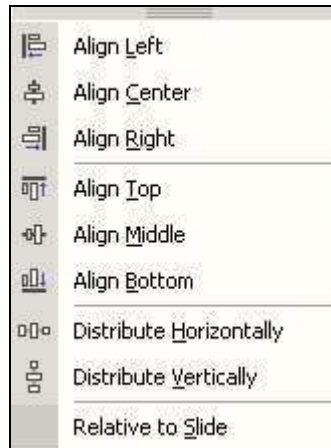 Align Left
Align Center
Align Right
Align Top
Align Middle
Align Bottom
Distribute Horizontally
Distribute Vertically
Relative to Slide